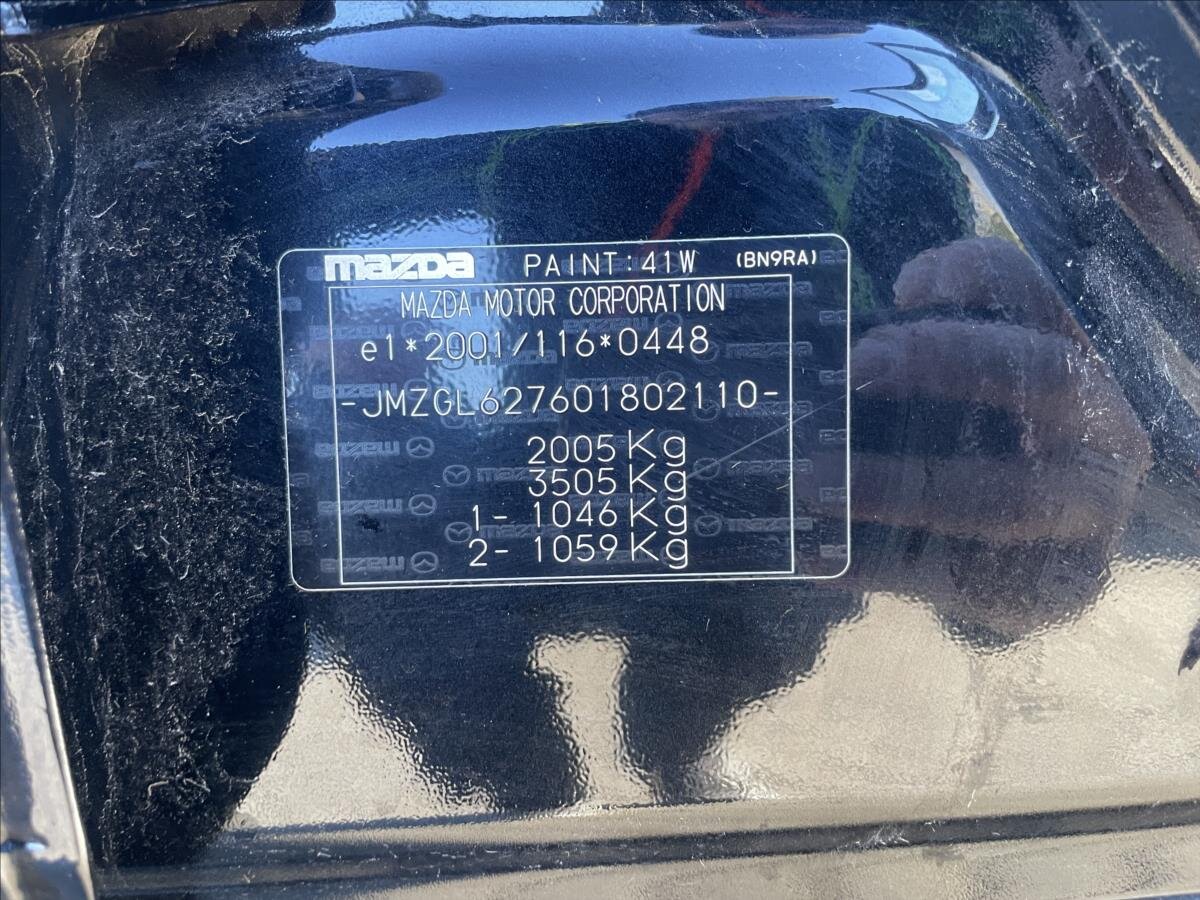 mazda PAINT:41W (BN9RA)
MAZDA MOTOR CORPORATION
e1*2001/116*0448
-JMZGL627601802110-
2005Kg
3505Kg
1- 1046Kg
2- 1059Kg